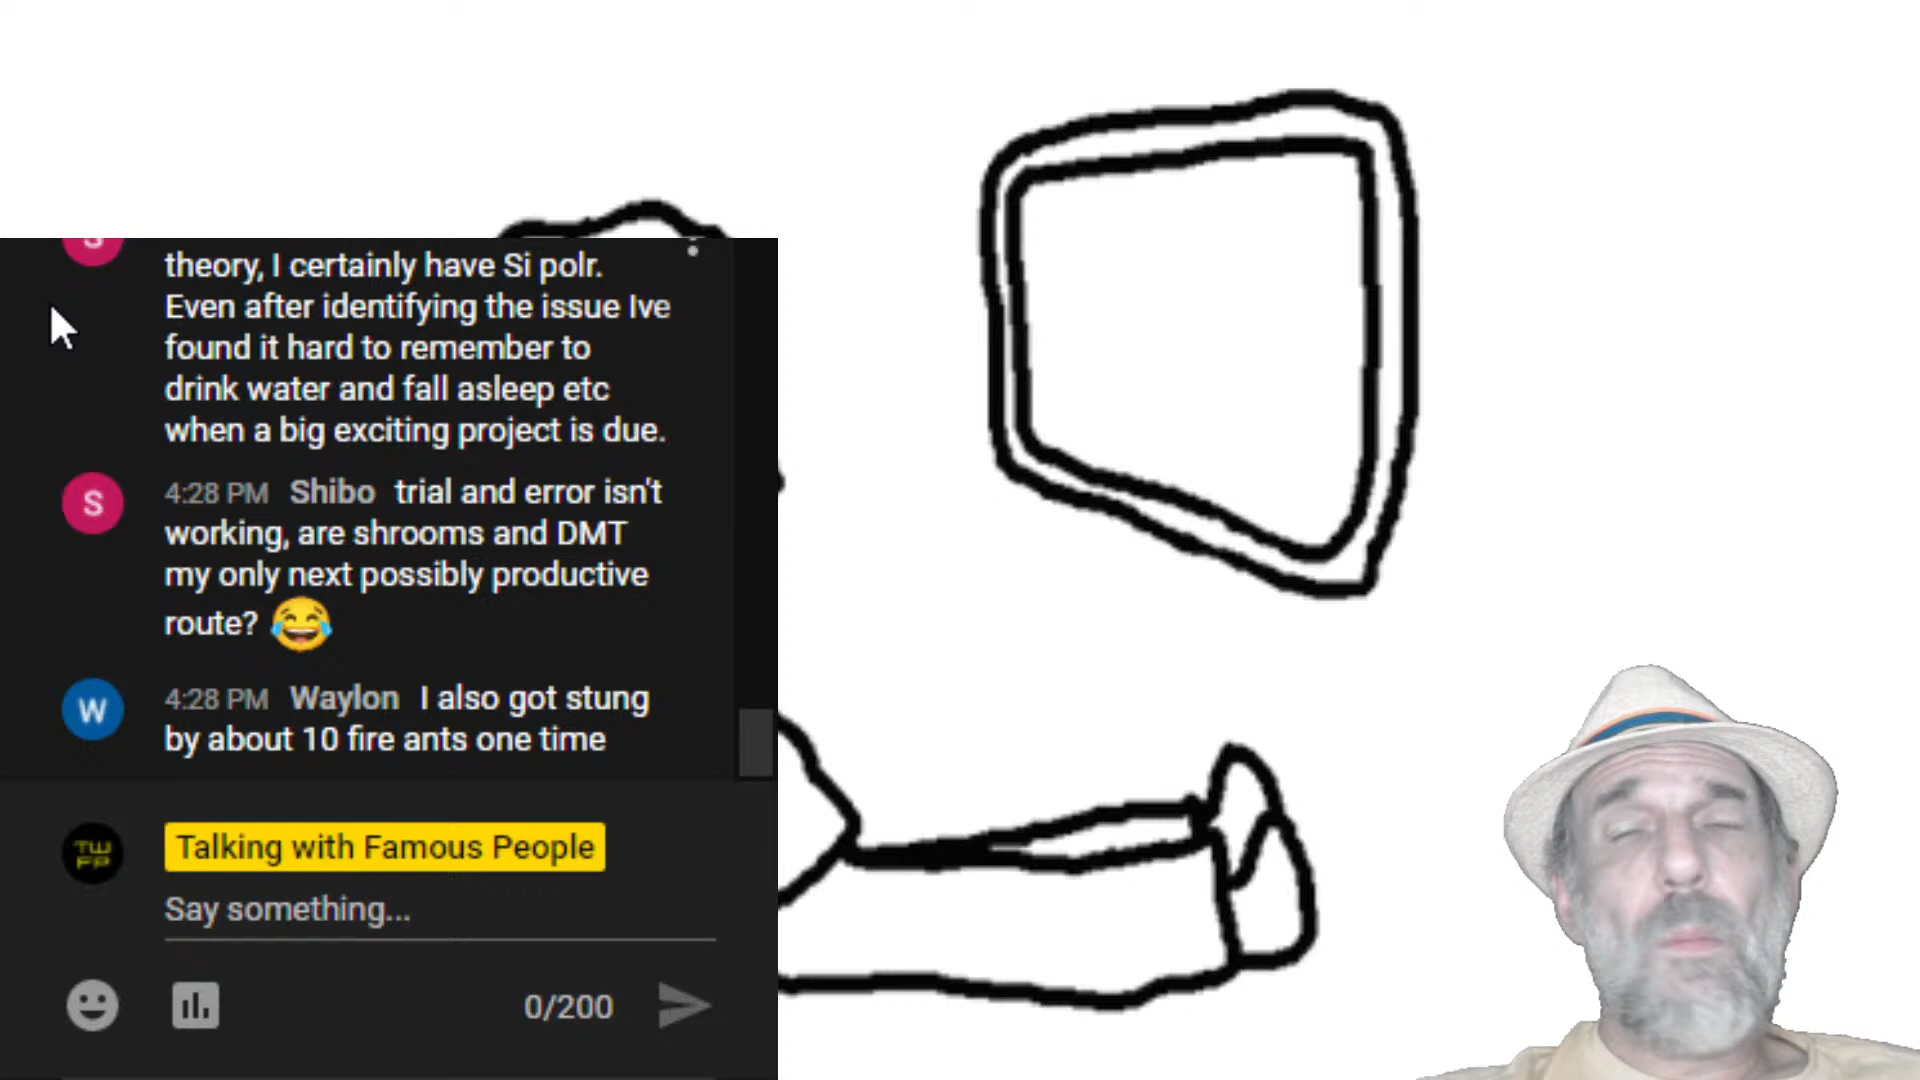 theory, I certainly have Si polr.
Even after identifying the issue Ive
found it hard to remember to
drink water and fall asleep etc
when a big exciting project is due.
S
4:28 PM Shibo trial and error isn't
working, are shrooms and DMT
my only next possibly productive
route? 😂
W
4:28 PM Waylon I also got stung
by about 10 fire ants one time
TW
FP
Talking with Famous People
Say something...
0/200